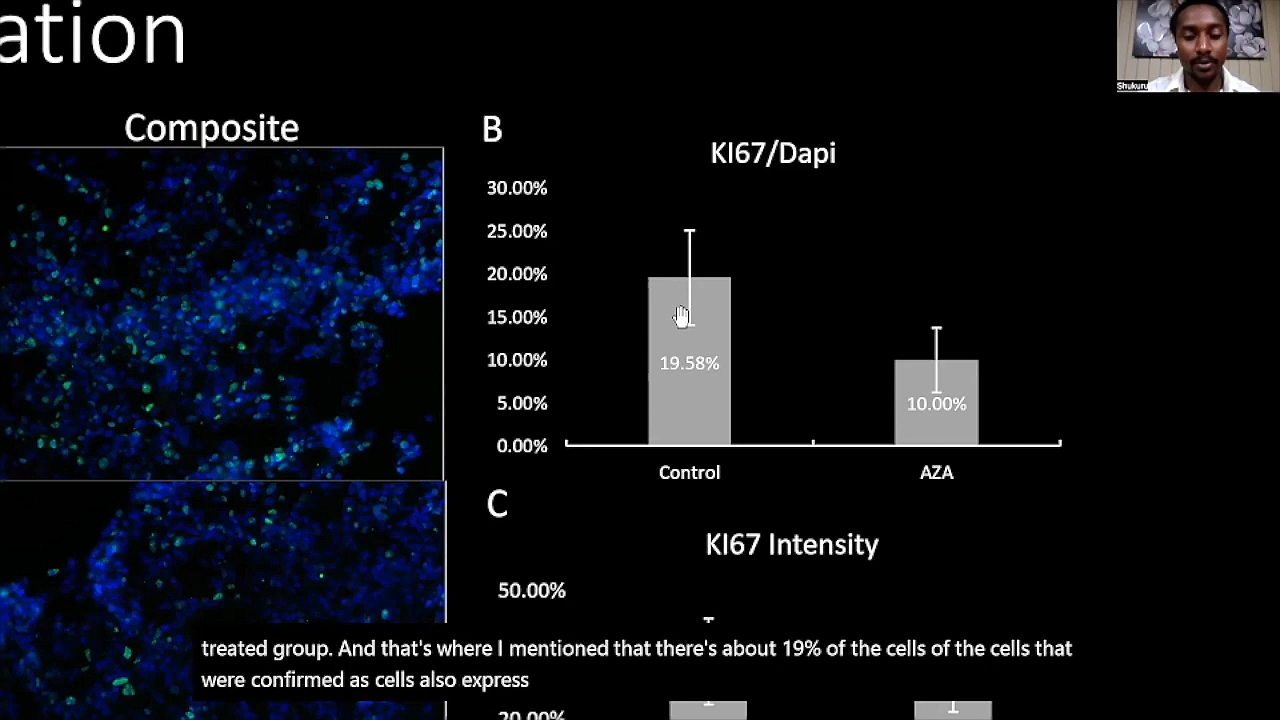 ation
Shukuru
Composite
B
KI67/Dapi
30.00%
25.00%
20.00%
15.00%
10.00%
5.00%
0.00%
19.58%
10.00%
Control
AZA
C
KI67 Intensity
50.00%
20.00%
treated group. And that's where I mentioned that there's about 19% of the cells of the cells that
were confirmed as cells also express